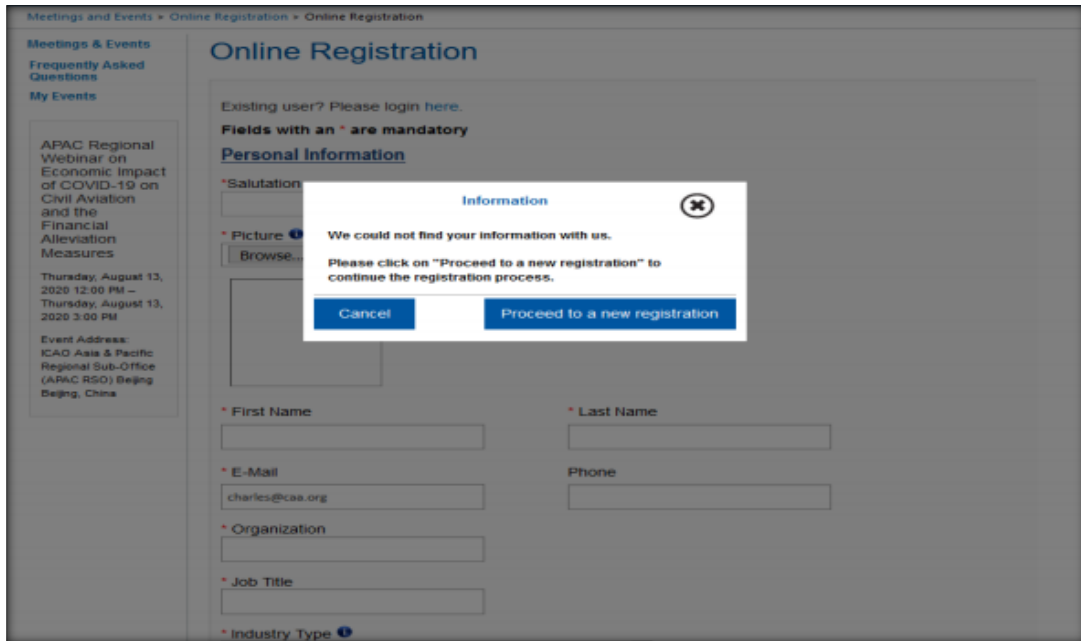 Meetings and Events » Online Registration » Online Registration
Meetings & Events
Frequently Asked
Questions
My Events
APAC Regional
Webinar on
Economic Impact
of COVID-19 on
Civil Aviation
and the
Financial
Alleviation
Measures
Thursday, August 13,
2020 12:00 PM –
Thursday, August 13,
2020 3:00 PM
Event Address:
ICAO Asia & Pacific
Regional Sub-Office
(APAC RSO) Beijing
Beijing, China
Online Registration
Existing user? Please login here.
Fields with an * are mandatory
Personal Information
*Salutation
* Picture
Browse...
Information
We could not find your information with us.
Please click on "Proceed to a new registration" to
continue the registration process.
Cancel Proceed to a new registration
* First Name * Last Name
* E-Mail Phone
charles@caa.org
* Organization
* Job Title
* Industry Type